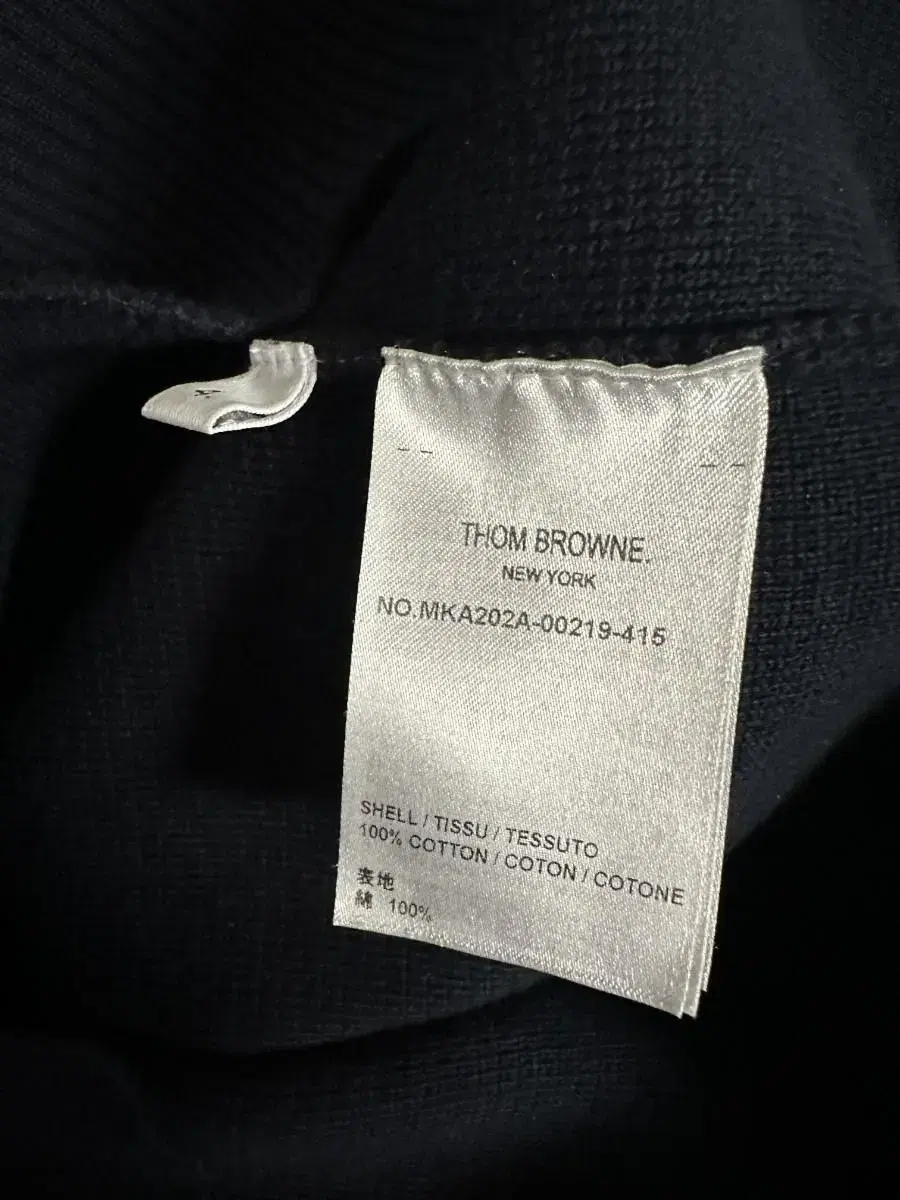 THOM BROWNE.
NEW YORK
NO.MKA202A-00219-415
SHELL / TISSU / TESSUTO
100% COTTON / COTON / COTONE
表地
綿 100%